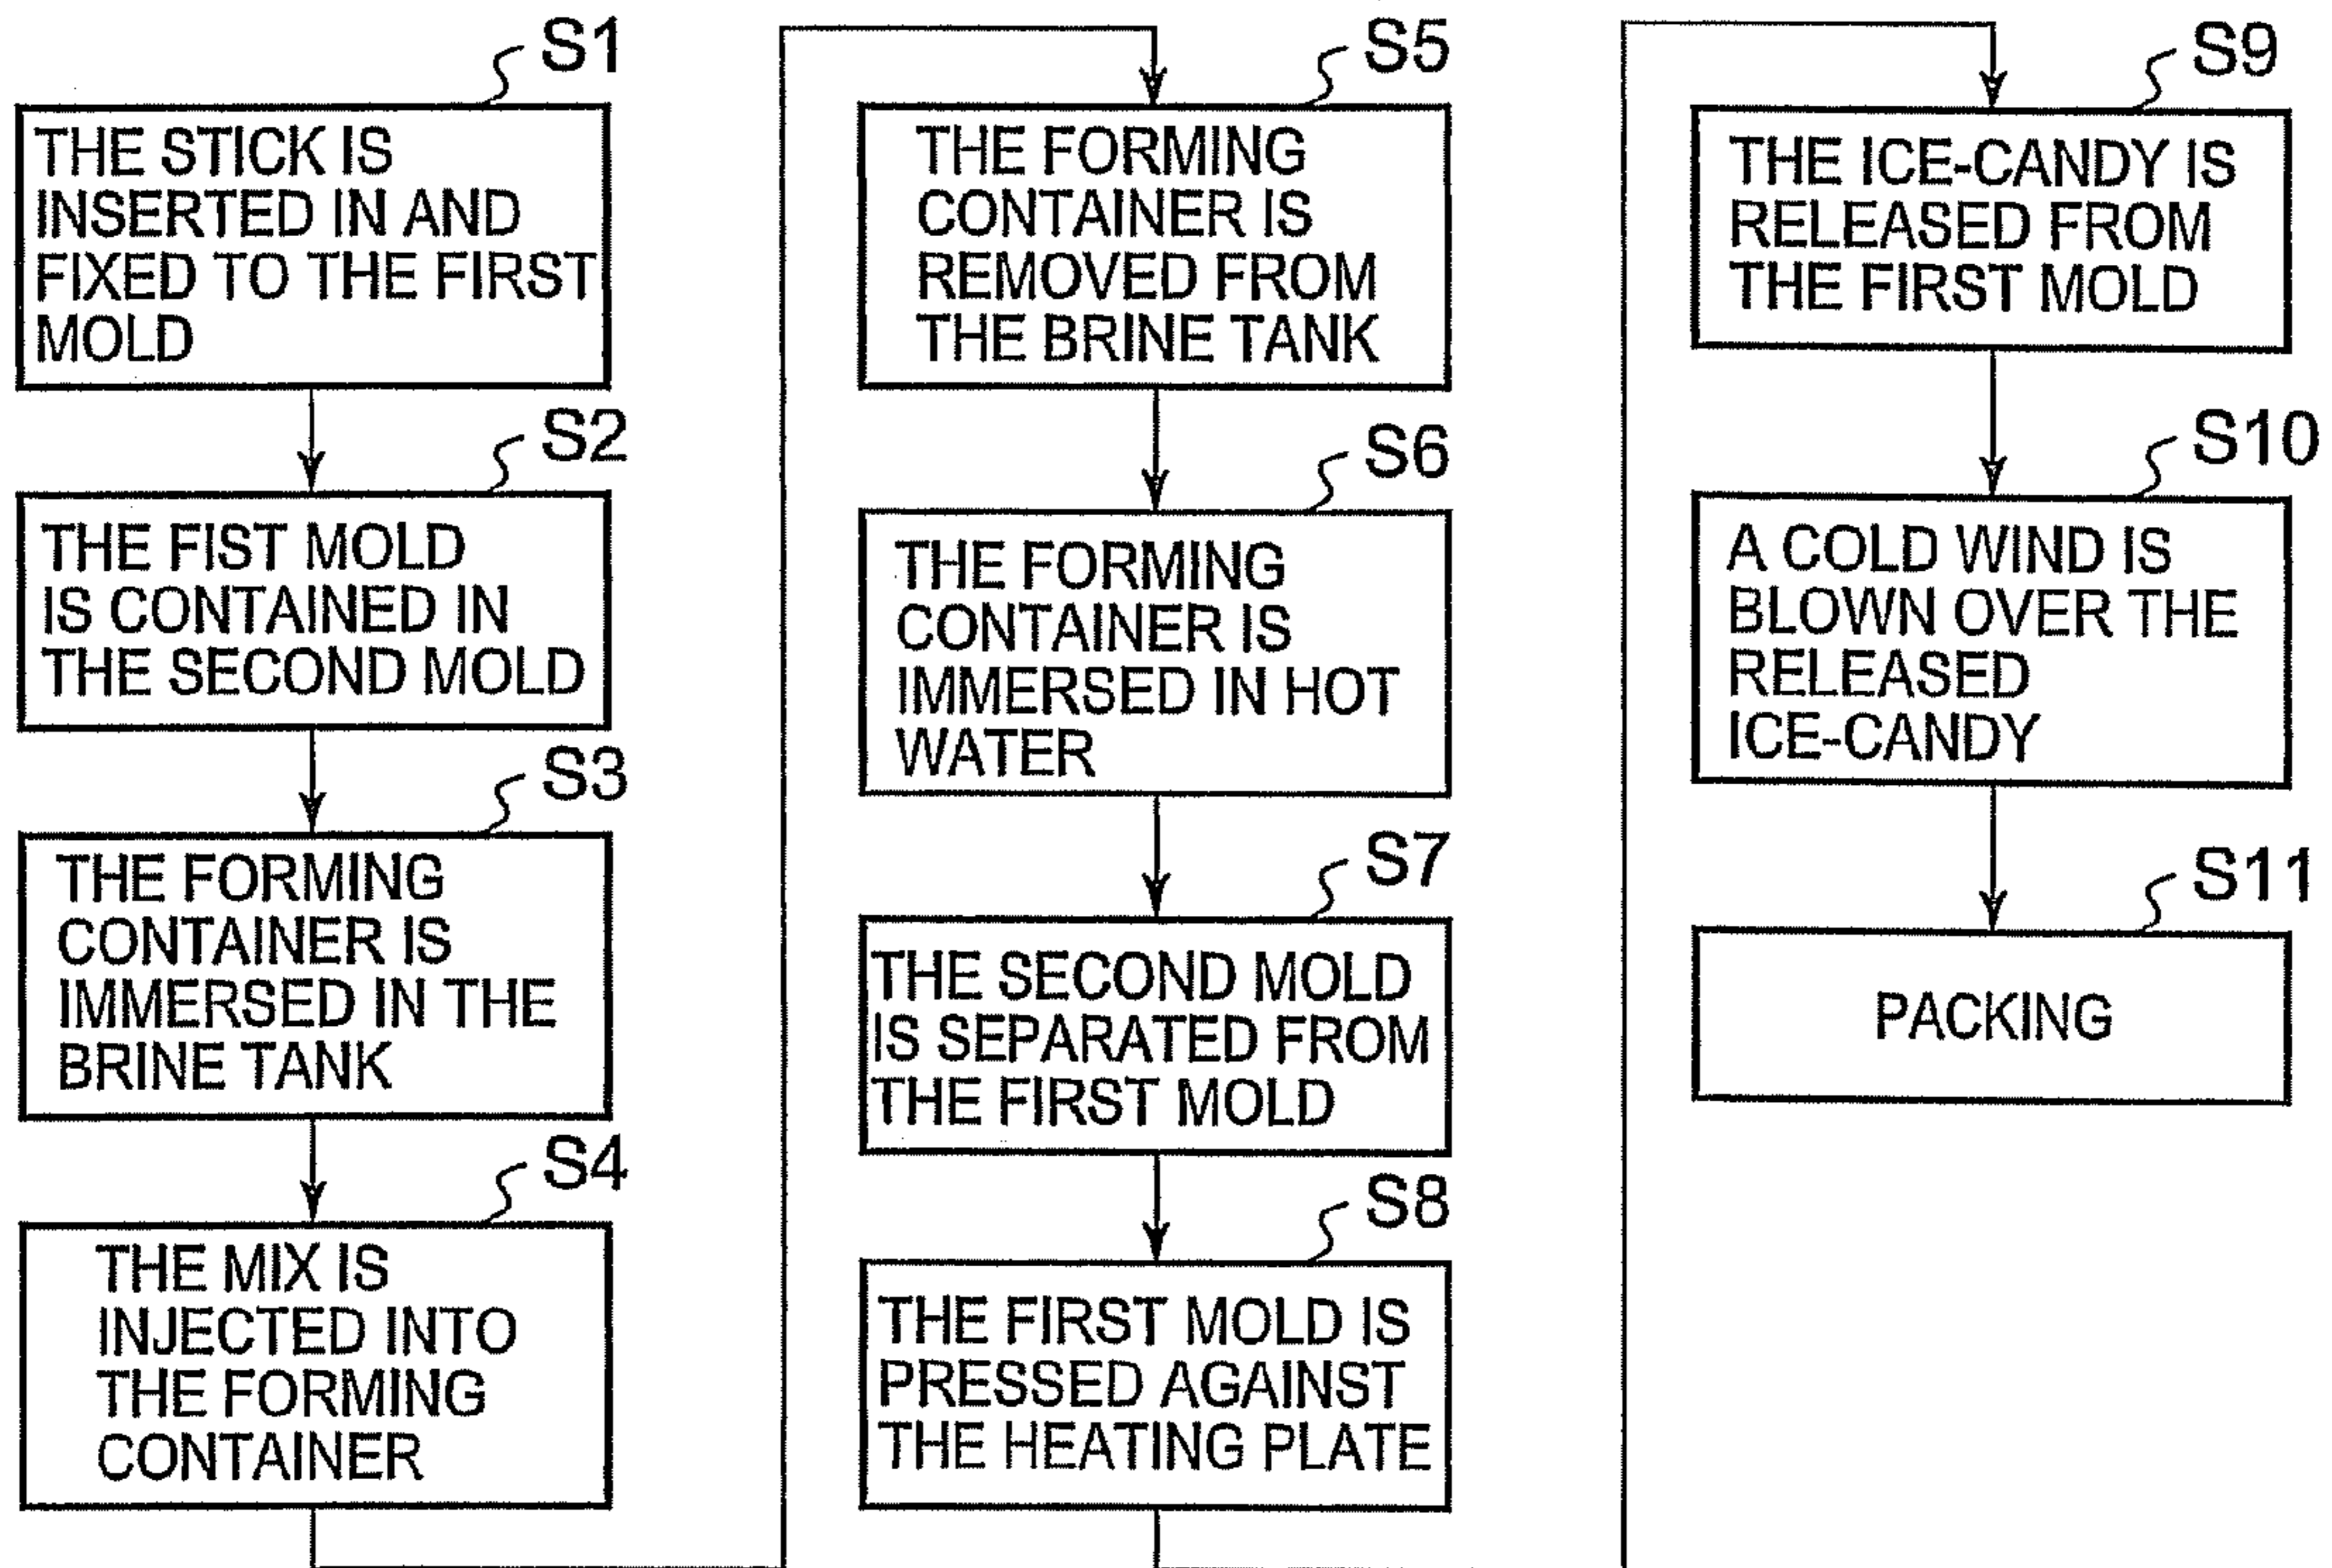 S1
THE STICK IS
INSERTED IN AND
FIXED TO THE FIRST
MOLD
S2
THE FIST MOLD
IS CONTAINED IN
THE SECOND MOLD
S3
THE FORMING
CONTAINER IS
IMMERSED IN THE
BRINE TANK
S4
THE MIX IS
INJECTED INTO
THE FORMING
CONTAINER
S5
THE FORMING
CONTAINER IS
REMOVED FROM
THE BRINE TANK
S6
THE FORMING
CONTAINER IS
IMMERSED IN HOT
WATER
S7
THE SECOND MOLD
IS SEPARATED FROM
THE FIRST MOLD
S8
THE FIRST MOLD IS
PRESSED AGAINST
THE HEATING PLATE
S9
THE ICE-CANDY IS
RELEASED FROM
THE FIRST MOLD
S10
A COLD WIND IS
BLOWN OVER THE
RELEASED
ICE-CANDY
S11
PACKING